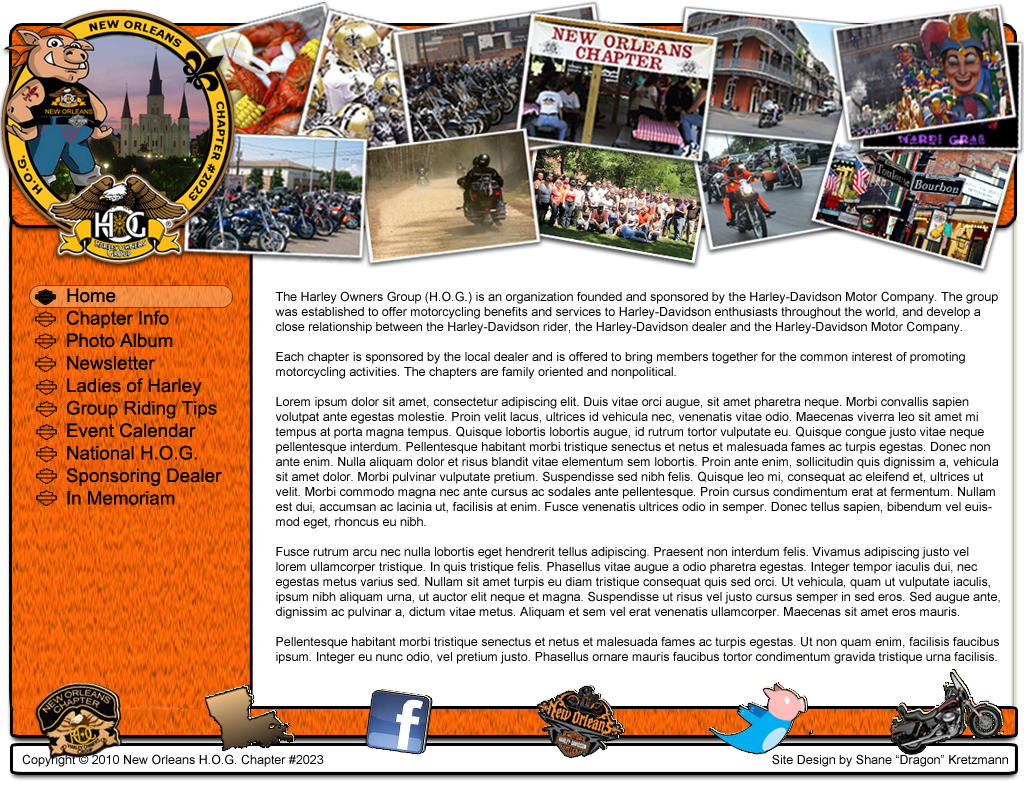 NEW ORLEANS
CHAPTER #2023
H.O.G.
NEW ORLEANS
H.O.G.
HARLEY OWNERS
GROUP
NEW ORLEANS
CHAPTER
MARDI GRAS
Toulouse
Bourbon
Home
Chapter Info
Photo Album
Newsletter
Ladies of Harley
Group Riding Tips
Event Calendar
National H.O.G.
Sponsoring Dealer
In Memoriam
The Harley Owners Group (H.O.G.) is an organization founded and sponsored by the Harley-Davidson Motor Company. The group
was established to offer motorcycling benefits and services to Harley-Davidson enthusiasts throughout the world, and develop a
close relationship between the Harley-Davidson rider, the Harley-Davidson dealer and the Harley-Davidson Motor Company.
Each chapter is sponsored by the local dealer and is offered to bring members together for the common interest of promoting
motorcycling activities. The chapters are family oriented and nonpolitical.
Lorem ipsum dolor sit amet, consectetur adipiscing elit. Duis vitae orci augue, sit amet pharetra neque. Morbi convallis sapien
volutpat ante egestas molestie. Proin velit lacus, ultrices id vehicula nec, venenatis vitae odio. Maecenas viverra leo sit amet mi
tempus at porta magna tempus. Quisque lobortis lobortis augue, id rutrum tortor vulputate eu. Quisque congue justo vitae neque
pellentesque interdum. Pellentesque habitant morbi tristique senectus et netus et malesuada fames ac turpis egestas. Donec non
ante enim. Nulla aliquam dolor et risus blandit vitae elementum sem lobortis. Proin ante enim, sollicitudin quis dignissim a, vehicula
sit amet dolor. Morbi pulvinar vulputate pretium. Suspendisse sed nibh felis. Quisque leo mi, consequat ac eleifend et, ultrices ut
velit. Morbi commodo magna nec ante cursus ac sodales ante pellentesque. Proin cursus condimentum erat at fermentum. Nullam
est dui, accumsan ac lacinia ut, facilisis at enim. Fusce venenatis ultrices odio in semper. Donec tellus sapien, bibendum vel euis-
mod eget, rhoncus eu nibh.
Fusce rutrum arcu nec nulla lobortis eget hendrerit tellus adipiscing. Praesent non interdum felis. Vivamus adipiscing justo vel
lorem ullamcorper tristique. In quis tristique felis. Phasellus vitae augue a odio pharetra egestas. Integer tempor iaculis dui, nec
egestas metus varius sed. Nullam sit amet turpis eu diam tristique consequat quis sed orci. Ut vehicula, quam ut vulputate iaculis,
ipsum nibh aliquam urna, ut auctor elit neque et magna. Suspendisse ut risus vel justo cursus semper in sed eros. Sed augue ante,
dignissim ac pulvinar a, dictum vitae metus. Aliquam et sem vel erat venenatis ullamcorper. Maecenas sit amet eros mauris.
Pellentesque habitant morbi tristique senectus et netus et malesuada fames ac turpis egestas. Ut non quam enim, facilisis faucibus
ipsum. Integer eu nunc odio, vel pretium justo. Phasellus ornare mauris faucibus tortor condimentum gravida tristique urna facilisis.
NEW ORLEANS
CHAPTER
f
New Orleans
Copyright © 2010 New Orleans H.O.G. Chapter #2023
Site Design by Shane “Dragon” Kretzmann